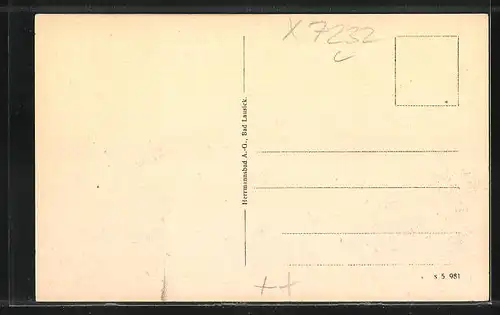 X 7232
c
Herrmannsbad A.-G., Bad Lausick.
s 5 981
++